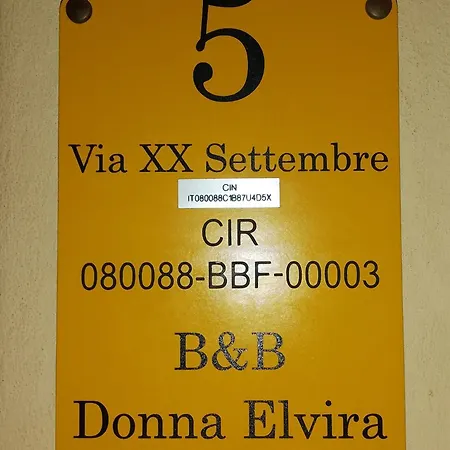 5
Via XX Settembre
CIN
IT080088C1B87U4D5X
CIR
080088-BBF-00003
B&B
Donna Elvira